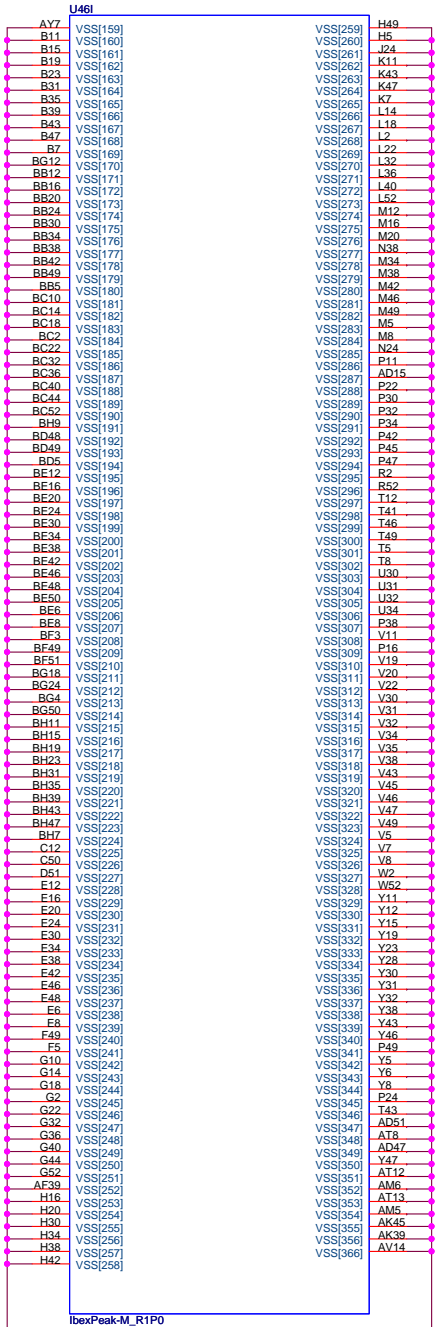 U46I
AY7 VSS[159] VSS[259] H49
B11 VSS[160] VSS[260] H5
B15 VSS[161] VSS[261] J24
B19 VSS[162] VSS[262] K11
B23 VSS[163] VSS[263] K43
B31 VSS[164] VSS[264] K47
B35 VSS[165] VSS[265] K7
B39 VSS[166] VSS[266] L14
B43 VSS[167] VSS[267] L18
B47 VSS[168] VSS[268] L2
B7 VSS[169] VSS[269] L22
BG12 VSS[170] VSS[270] L32
BB12 VSS[171] VSS[271] L36
BB16 VSS[172] VSS[272] L40
BB20 VSS[173] VSS[273] L52
BB24 VSS[174] VSS[274] M12
BB30 VSS[175] VSS[275] M16
BB34 VSS[176] VSS[276] M20
BB38 VSS[177] VSS[277] N38
BB42 VSS[178] VSS[278] M34
BB49 VSS[179] VSS[279] M38
BB5 VSS[180] VSS[280] M42
BC10 VSS[181] VSS[281] M46
BC14 VSS[182] VSS[282] M49
BC18 VSS[183] VSS[283] M5
BC2 VSS[184] VSS[284] M8
BC22 VSS[185] VSS[285] N24
BC32 VSS[186] VSS[286] P11
BC36 VSS[187] VSS[287] AD15
BC40 VSS[188] VSS[288] P22
BC44 VSS[189] VSS[289] P30
BC52 VSS[190] VSS[290] P32
BH9 VSS[191] VSS[291] P34
BD48 VSS[192] VSS[292] P42
BD49 VSS[193] VSS[293] P45
BD5 VSS[194] VSS[294] P47
BE12 VSS[195] VSS[295] R2
BE16 VSS[196] VSS[296] R52
BE20 VSS[197] VSS[297] T12
BE24 VSS[198] VSS[298] T41
BE30 VSS[199] VSS[299] T46
BE34 VSS[200] VSS[300] T49
BE38 VSS[201] VSS[301] T5
BE42 VSS[202] VSS[302] T8
BE46 VSS[203] VSS[303] U30
BE48 VSS[204] VSS[304] U31
BE50 VSS[205] VSS[305] U32
BE6 VSS[206] VSS[306] U34
BE8 VSS[207] VSS[307] P38
BF3 VSS[208] VSS[308] V11
BF49 VSS[209] VSS[309] P16
BF51 VSS[210] VSS[310] V19
BG18 VSS[211] VSS[311] V20
BG24 VSS[212] VSS[312] V22
BG4 VSS[213] VSS[313] V30
BG50 VSS[214] VSS[314] V31
BH11 VSS[215] VSS[315] V32
BH15 VSS[216] VSS[316] V34
BH19 VSS[217] VSS[317] V35
BH23 VSS[218] VSS[318] V38
BH31 VSS[219] VSS[319] V43
BH35 VSS[220] VSS[320] V45
BH39 VSS[221] VSS[321] V46
BH43 VSS[222] VSS[322] V47
BH47 VSS[223] VSS[323] V49
BH7 VSS[224] VSS[324] V5
C12 VSS[225] VSS[325] V7
C50 VSS[226] VSS[326] V8
D51 VSS[227] VSS[327] W2
E12 VSS[228] VSS[328] W52
E16 VSS[229] VSS[329] Y11
E20 VSS[230] VSS[330] Y12
E24 VSS[231] VSS[331] Y15
E30 VSS[232] VSS[332] Y19
E34 VSS[233] VSS[333] Y23
E38 VSS[234] VSS[334] Y28
E42 VSS[235] VSS[335] Y30
E46 VSS[236] VSS[336] Y31
E48 VSS[237] VSS[337] Y32
E6 VSS[238] VSS[338] Y38
E8 VSS[239] VSS[339] Y43
F49 VSS[240] VSS[340] Y46
F5 VSS[241] VSS[341] P49
G10 VSS[242] VSS[342] Y5
G14 VSS[243] VSS[343] Y6
G18 VSS[244] VSS[344] Y8
G2 VSS[245] VSS[345] P24
G22 VSS[246] VSS[346] T43
G32 VSS[247] VSS[347] AD51
G36 VSS[248] VSS[348] AT8
G40 VSS[249] VSS[349] AD47
G44 VSS[250] VSS[350] Y47
G52 VSS[251] VSS[351] AT12
AF39 VSS[252] VSS[352] AM6
H16 VSS[253] VSS[353] AT13
H20 VSS[254] VSS[354] AM5
H30 VSS[255] VSS[355] AK45
H34 VSS[256] VSS[356] AK39
H38 VSS[257] VSS[366] AV14
H42 VSS[258]
IbexPeak-M_R1P0